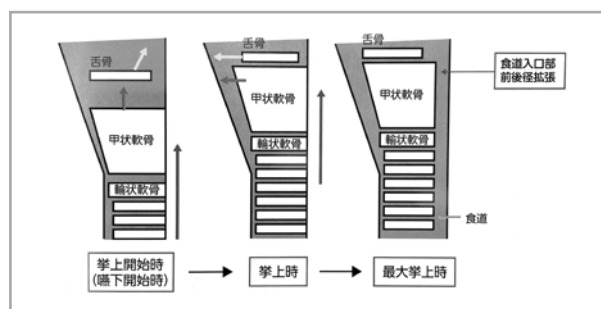 舌骨
甲状軟骨
輪状軟骨
挙上開始時
(嚥下開始時)
舌骨
甲状軟骨
輪状軟骨
挙上時
舌骨
甲状軟骨
輪状軟骨
食道入口部
前後径拡張
食道
最大挙上時